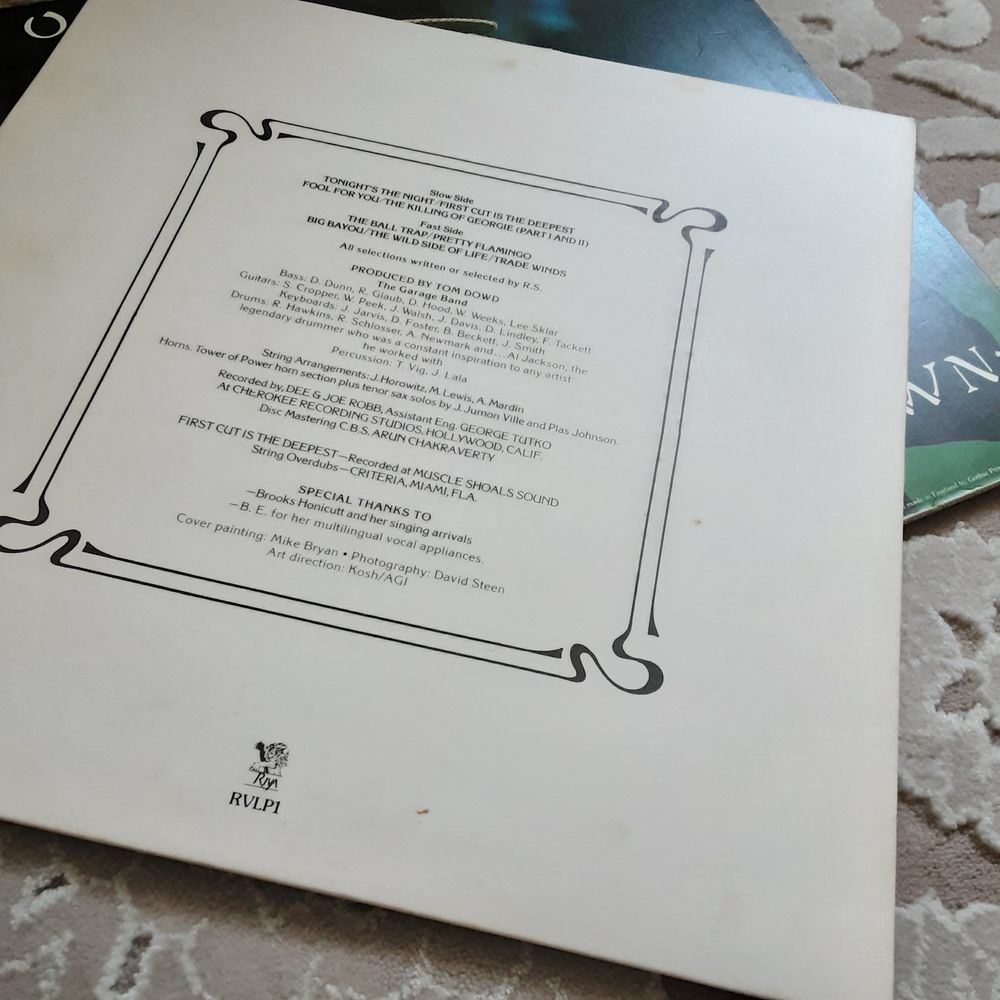 Slow Side
TONIGHT'S THE NIGHT/FIRST CUT IS THE DEEPEST
FOOL FOR YOU/THE KILLING OF GEORGIE (PART I AND II)
Fast Side
THE BALL TRAP/PRETTY FLAMINGO
BIG BAYOU/THE WILD SIDE OF LIFE/TRADE WINDS
All selections written or selected by R.S.
PRODUCED BY TOM DOWD
The Garage Band
Bass: D. Dunn, R. Glaub, D. Hood, W. Weeks, Lee Sklar
Guitars: S. Cropper, W. Peek, J. Walsh, J. Davis, D. Lindley, F. Tackett
Keyboards: J. Jarvis, D. Foster, B. Beckett, J. Smith
Drums: R. Hawkins, R. Schlosser, A. Newmark and...Al Jackson, the
legendary drummer who was a constant inspiration to any artist
he worked with
Percussion: T. Vig, J. Lala
String Arrangements: J. Horowitz, M. Lewis, A. Mardin
Horns. Tower of Power horn section plus tenor sax solos by J. Jumon Ville and Plas Johnson.
Recorded by, DEE & JOE ROBB, Assistant Eng. GEORGE TUTKO
At CHEROKEE RECORDING STUDIOS, HOLLYWOOD, CALIF.
Disc Mastering C.B.S. ARUN CHAKRAVERTY
FIRST CUT IS THE DEEPEST—Recorded at MUSCLE SHOALS SOUND
String Overdubs—CRITERIA, MIAMI, FLA.
SPECIAL THANKS TO
—Brooks Honicutt and her singing arrivals
—B. E. for her multilingual vocal appliances.
Cover painting: Mike Bryan • Photography: David Steen
Art direction: Kosh/AGI
Riva
RVLP1
made in England by Gothic